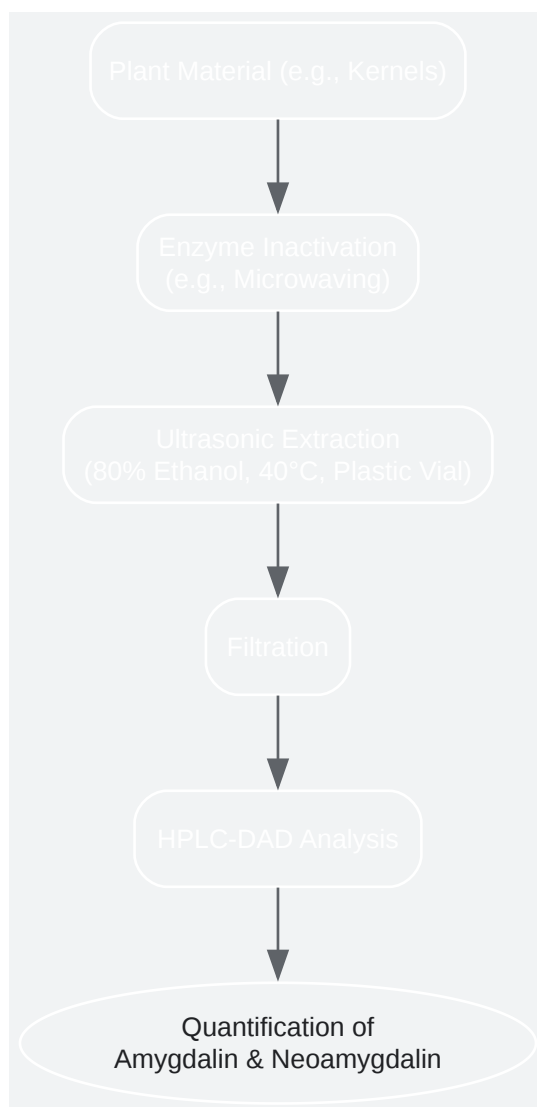 Plant Material (e.g., Kernels)
Enzyme Inactivation
(e.g., Microwaving)
Ultrasonic Extraction
(80% Ethanol, 40°C, Plastic Vial)
Filtration
HPLC-DAD Analysis
Quantification of
Amygdalin & Neoamygdalin